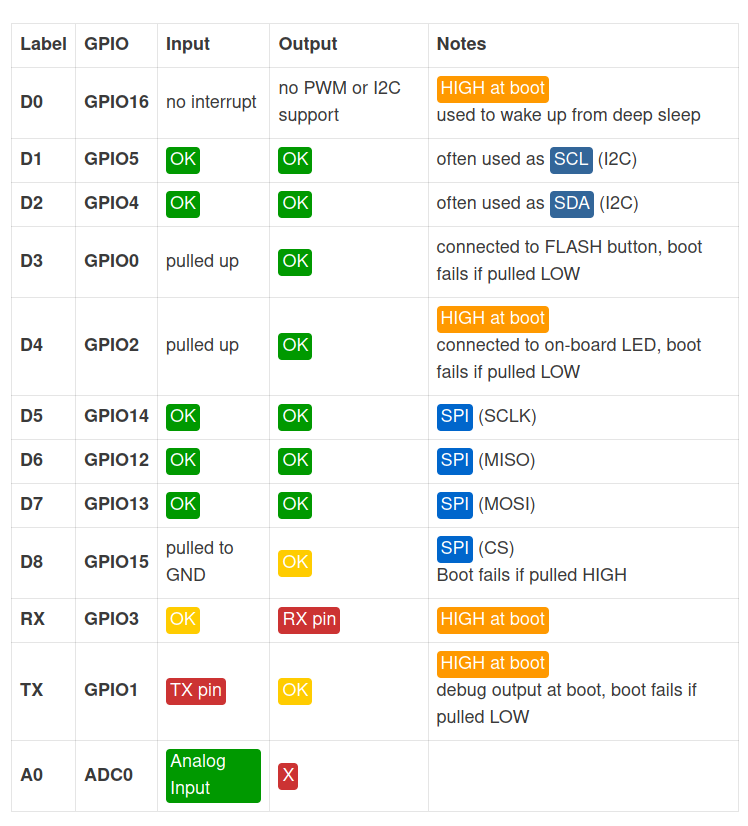 Label GPIO Input Output Notes
D0 GPIO16 no interrupt no PWM or I2C support HIGH at boot
used to wake up from deep sleep
D1 GPIO5 OK OK often used as SCL (I2C)
D2 GPIO4 OK OK often used as SDA (I2C)
D3 GPIO0 pulled up OK connected to FLASH button, boot
fails if pulled LOW
D4 GPIO2 pulled up OK HIGH at boot
connected to on-board LED, boot
fails if pulled LOW
D5 GPIO14 OK OK SPI (SCLK)
D6 GPIO12 OK OK SPI (MISO)
D7 GPIO13 OK OK SPI (MOSI)
D8 GPIO15 pulled to GND OK SPI (CS)
Boot fails if pulled HIGH
RX GPIO3 OK RX pin HIGH at boot
TX GPIO1 TX pin OK HIGH at boot
debug output at boot, boot fails if
pulled LOW
A0 ADC0 Analog Input X